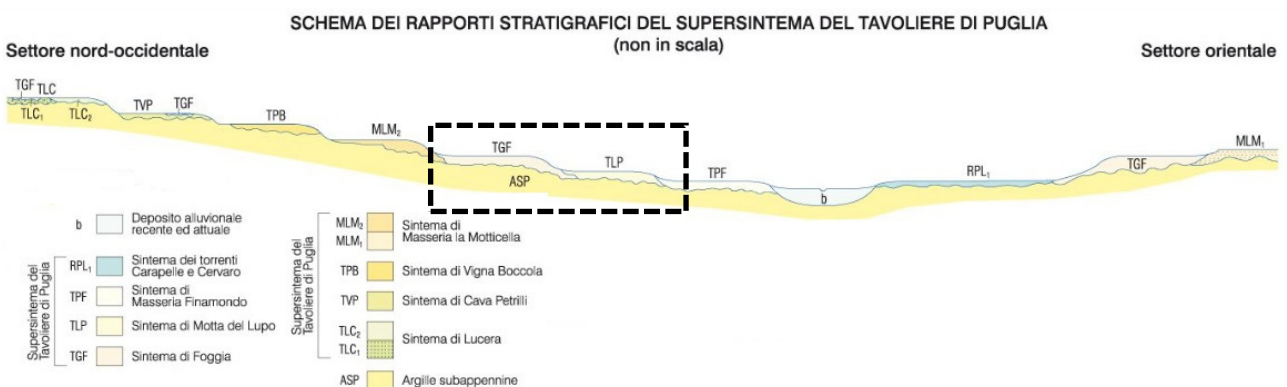 SCHEMA DEI RAPPORTI STRATIGRAFICI DEL SUPERSINTEMA DEL TAVOLIERE DI PUGLIA
(non in scala)
Settore nord-occidentale
Settore orientale
TGF TLC
TLC1
TLC2
TVP
TGF
TPB
MLM2
TGF
ASP
TLP
TPF
b
RPL1
TGF
MLM1
b
Deposito alluvionale
recente ed attuale
Supersintema del
Tavoliere di Puglia
RPL1
Sintema dei torrenti
Carapelle e Cervaro
TPF
Sintema di
Masseria Finamondo
TLP
Sintema di Motta del Lupo
TGF
Sintema di Foggia
Supersintema del
Tavoliere di Puglia
MLM2
MLM1
Sintema di
Masseria la Motticella
TPB
Sintema di Vigna Boccola
TVP
Sintema di Cava Petrilli
TLC2
TLC1
Sintema di Lucera
ASP
Argille subappennine